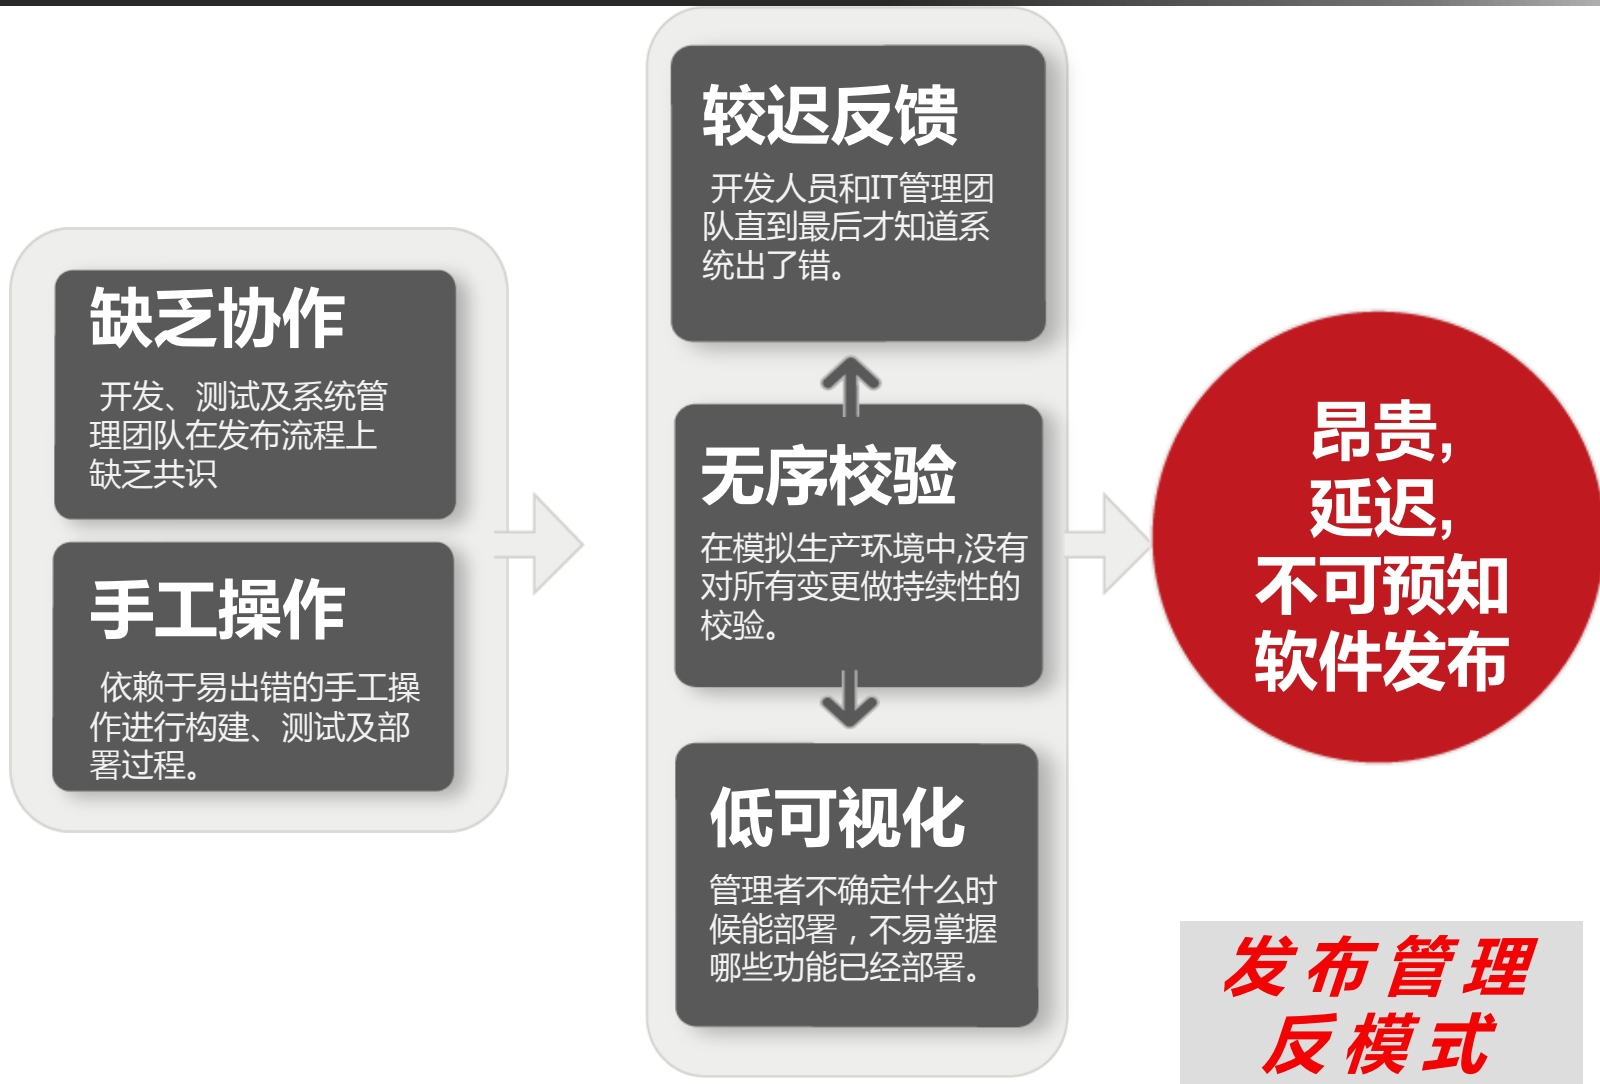 缺乏协作
开发、测试及系统管
理团队在发布流程上
缺乏共识
手工操作
依赖于易出错的手工操
作进行构建、测试及部
署过程。
较迟反馈
开发人员和IT管理团
队直到最后才知道系
统出了错。
无序校验
在模拟生产环境中,没有
对所有变更做持续性的
校验。
低可视化
管理者不确定什么时
候能部署，不易掌握
哪些功能已经部署。
昂贵,
延迟,
不可预知
软件发布
发布管理
反模式